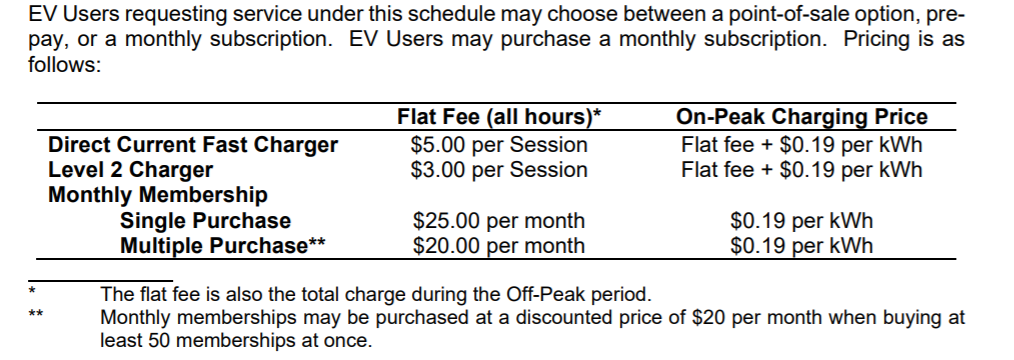 EV Users requesting service under this schedule may choose between a point-of-sale option, pre-
pay, or a monthly subscription. EV Users may purchase a monthly subscription. Pricing is as
follows:
Flat Fee (all hours)* On-Peak Charging Price
Direct Current Fast Charger $5.00 per Session Flat fee + $0.19 per kWh
Level 2 Charger $3.00 per Session Flat fee + $0.19 per kWh
Monthly Membership
Single Purchase $25.00 per month $0.19 per kWh
Multiple Purchase** $20.00 per month $0.19 per kWh
* The flat fee is also the total charge during the Off-Peak period.
** Monthly memberships may be purchased at a discounted price of $20 per month when buying at
least 50 memberships at once.